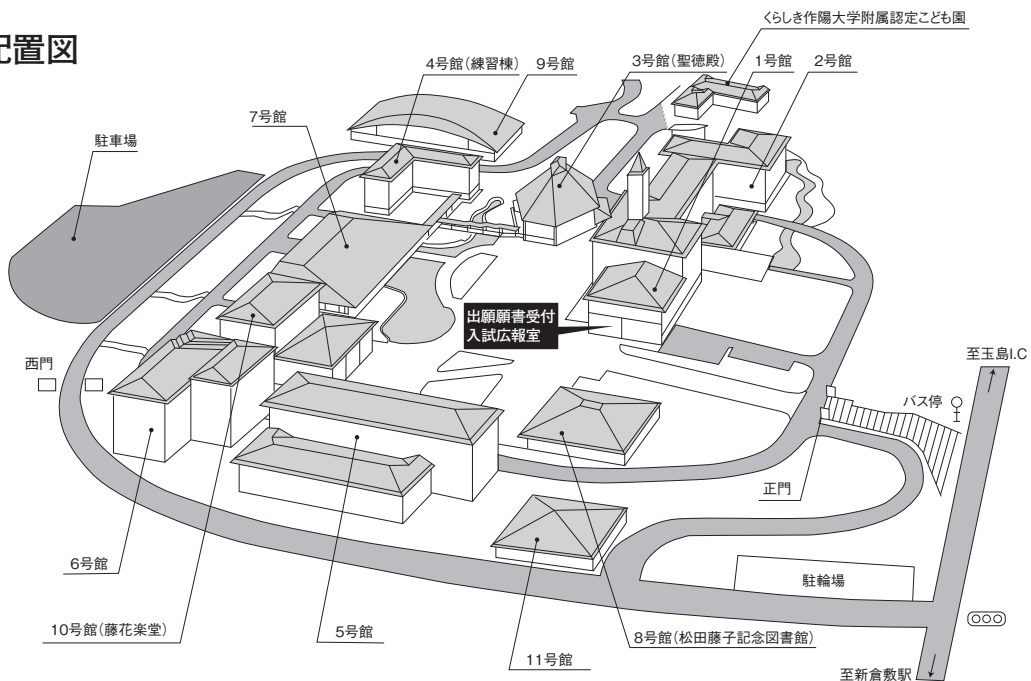 配置図
くらしき作陽大学附属認定こども園
4号館(練習棟)
9号館
3号館(聖徳殿)
1号館
2号館
7号館
駐車場
出願願書受付
入試広報室
西門
至玉島I.C
バス停
正門
6号館
駐輪場
10号館(藤花楽堂)
5号館
8号館(松田藤子記念図書館)
11号館
至新倉敷駅